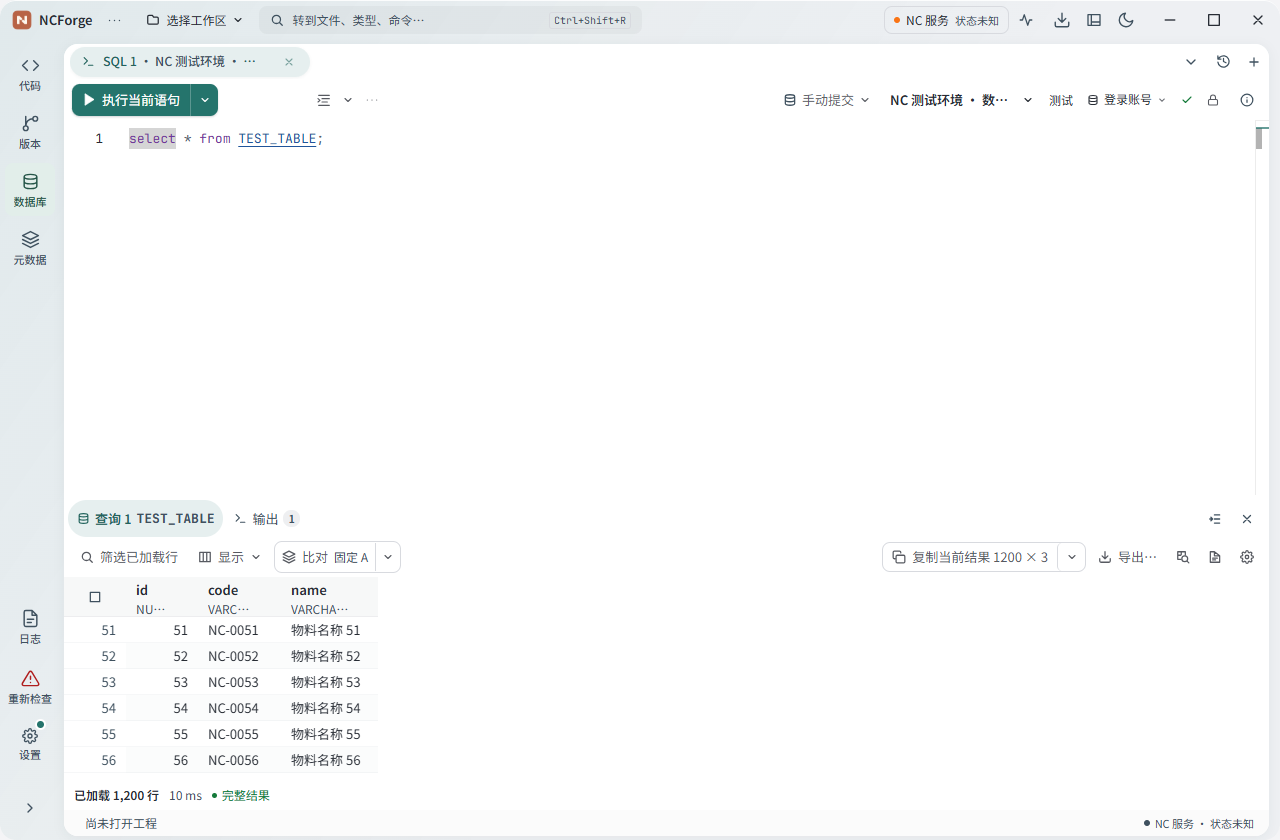 NCForge ··· 选择工作区 转到文件、类型、命令··· Ctrl+Shift+R NC 服务 状态未知
代码
版本
数据库
元数据
日志
重新检查
设置
SQL 1 · NC 测试环境 · ···
执行当前语句 ··· 手动提交 NC 测试环境 · 数··· 测试 登录账号
1 select * from TEST_TABLE;
查询 1 TEST_TABLE 输出 1
筛选已加载行 显示 比对 固定 A 复制当前结果 1200 × 3 导出···
id code name
NU··· VARC··· VARCHA···
51 51 NC-0051 物料名称 51
52 52 NC-0052 物料名称 52
53 53 NC-0053 物料名称 53
54 54 NC-0054 物料名称 54
55 55 NC-0055 物料名称 55
56 56 NC-0056 物料名称 56
已加载 1,200 行 10 ms 完整结果
尚未打开工程 NC 服务 · 状态未知